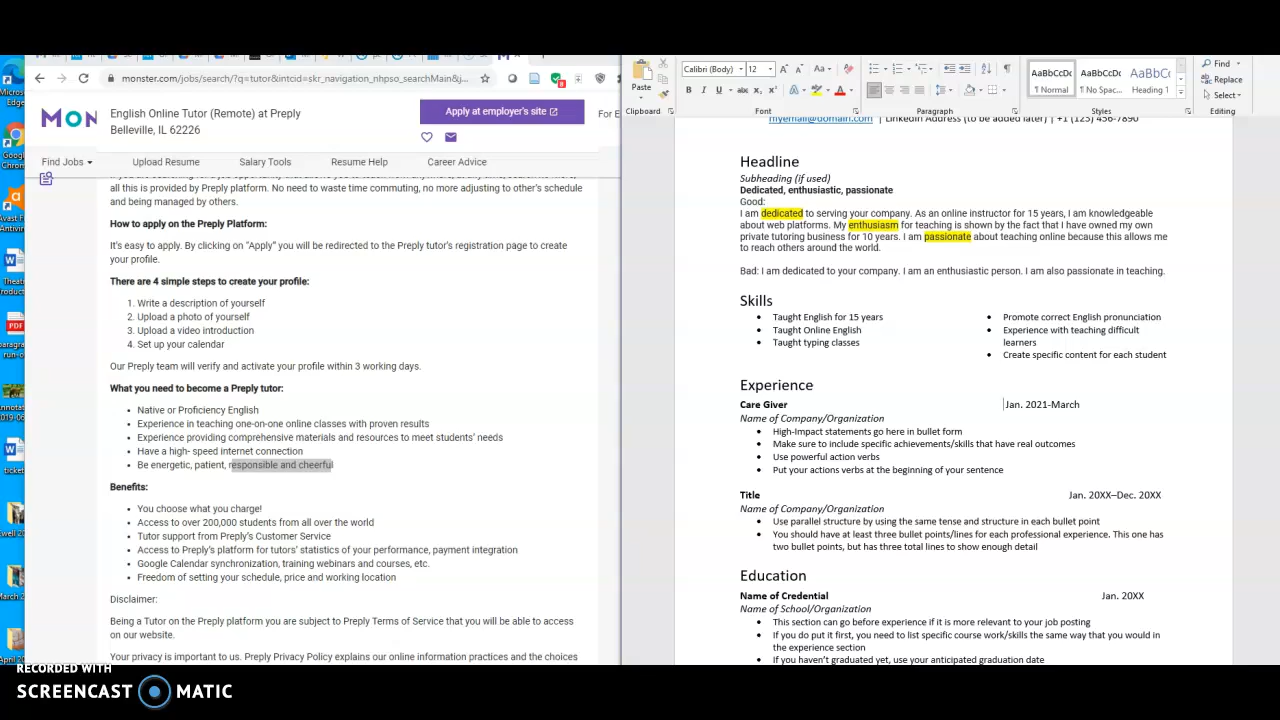 monster.com/jobs/search/?q=tutor&intcid=skr_navigation_nhpso_searchMain&j...
MON
English Online Tutor (Remote) at Preply
Belleville, IL 62226
Apply at employer's site
For E
Find Jobs
Upload Resume
Salary Tools
Resume Help
Career Advice
all this is provided by Preply platform. No need to waste time commuting, no more adjusting to other's schedule
and being managed by others.
How to apply on the Preply Platform:
It's easy to apply. By clicking on "Apply" you will be redirected to the Preply tutor's registration page to create
your profile.
There are 4 simple steps to create your profile:
1. Write a description of yourself
2. Upload a photo of yourself
3. Upload a video introduction
4. Set up your calendar
Our Preply team will verify and activate your profile within 3 working days.
What you need to become a Preply tutor:
• Native or Proficiency English
• Experience in teaching one-on-one online classes with proven results
• Experience providing comprehensive materials and resources to meet students' needs
• Have a high- speed internet connection
• Be energetic, patient, responsible and cheerful
Benefits:
• You choose what you charge!
• Access to over 200,000 students from all over the world
• Tutor support from Preply's Customer Service
• Access to Preply's platform for tutors' statistics of your performance, payment integration
• Google Calendar synchronization, training webinars and courses, etc.
• Freedom of setting your schedule, price and working location
Disclaimer:
Being a Tutor on the Preply platform you are subject to Preply Terms of Service that you will be able to access
on our website.
Your privacy is important to us. Preply Privacy Policy explains our online information practices and the choices
Paste
Clipboard
Calibri (Body)
12
Font
Paragraph
AaBbCcDc
¶ Normal
AaBbCcDc
¶ No Spac...
AaBbCcD
Heading 1
Styles
Find
Replace
Select
Editing
myemail@domain.com | LinkedIn Address (to be added later) | +1 (123) 456-7890
Headline
Subheading (if used)
Dedicated, enthusiastic, passionate
Good:
I am dedicated to serving your company. As an online instructor for 15 years, I am knowledgeable
about web platforms. My enthusiasm for teaching is shown by the fact that I have owned my own
private tutoring business for 10 years. I am passionate about teaching online because this allows me
to reach others around the world.
Bad: I am dedicated to your company. I am an enthusiastic person. I am also passionate in teaching.
Skills
• Taught English for 15 years
• Taught Online English
• Taught typing classes
• Promote correct English pronunciation
• Experience with teaching difficult
learners
• Create specific content for each student
Experience
Care Giver Jan. 2021-March
Name of Company/Organization
• High-Impact statements go here in bullet form
• Make sure to include specific achievements/skills that have real outcomes
• Use powerful action verbs
• Put your actions verbs at the beginning of your sentence
Title Jan. 20XX–Dec. 20XX
Name of Company/Organization
• Use parallel structure by using the same tense and structure in each bullet point
• You should have at least three bullet points/lines for each professional experience. This one has
two bullet points, but has three total lines to show enough detail
Education
Name of Credential Jan. 20XX
Name of School/Organization
• This section can go before experience if it is more relevant to your job posting
• If you do put it first, you need to list specific course work/skills the same way that you would in
the experience section
• If you haven't graduated yet, use your anticipated graduation date
RECORDED WITH
SCREENCAST MATIC